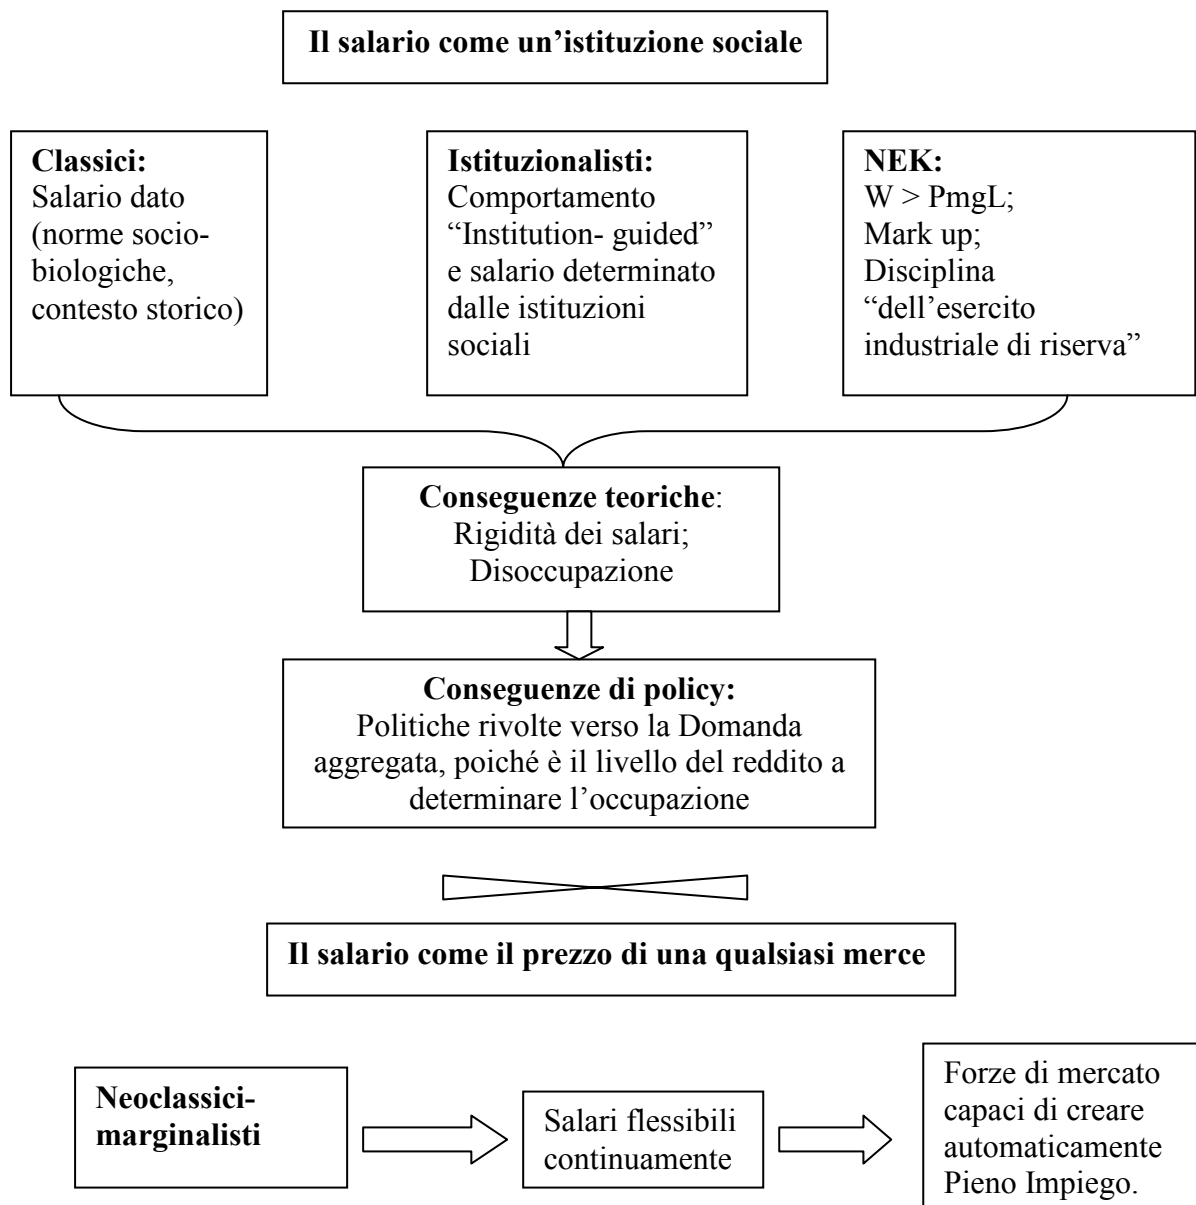 Il salario come un’istituzione sociale
Classici:
Salario dato
(norme socio-
biologiche,
contesto storico)
Istituzionalisti:
Comportamento
“Institution- guided”
e salario determinato
dalle istituzioni
sociali
NEK:
W > PmgL;
Mark up;
Disciplina
“dell’esercito
industriale di riserva”
Conseguenze teoriche:
Rigidità dei salari;
Disoccupazione
Conseguenze di policy:
Politiche rivolte verso la Domanda
aggregata, poiché è il livello del reddito a
determinare l’occupazione
Il salario come il prezzo di una qualsiasi merce
Neoclassici-
marginalisti
Salari flessibili
continuamente
Forze di mercato
capaci di creare
automaticamente
Pieno Impiego.